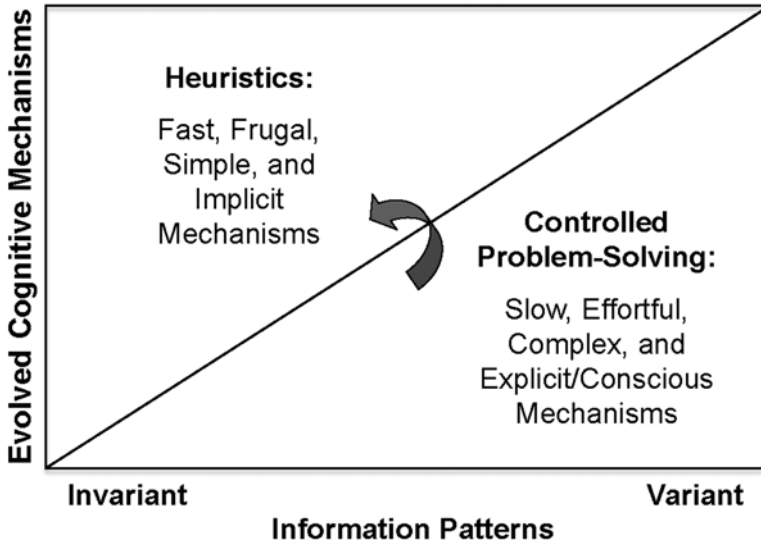 Evolved Cognitive Mechanisms
Heuristics:
Fast, Frugal,
Simple, and
Implicit
Mechanisms
Controlled
Problem-Solving:
Slow, Effortful,
Complex, and
Explicit/Conscious
Mechanisms
Invariant
Variant
Information Patterns